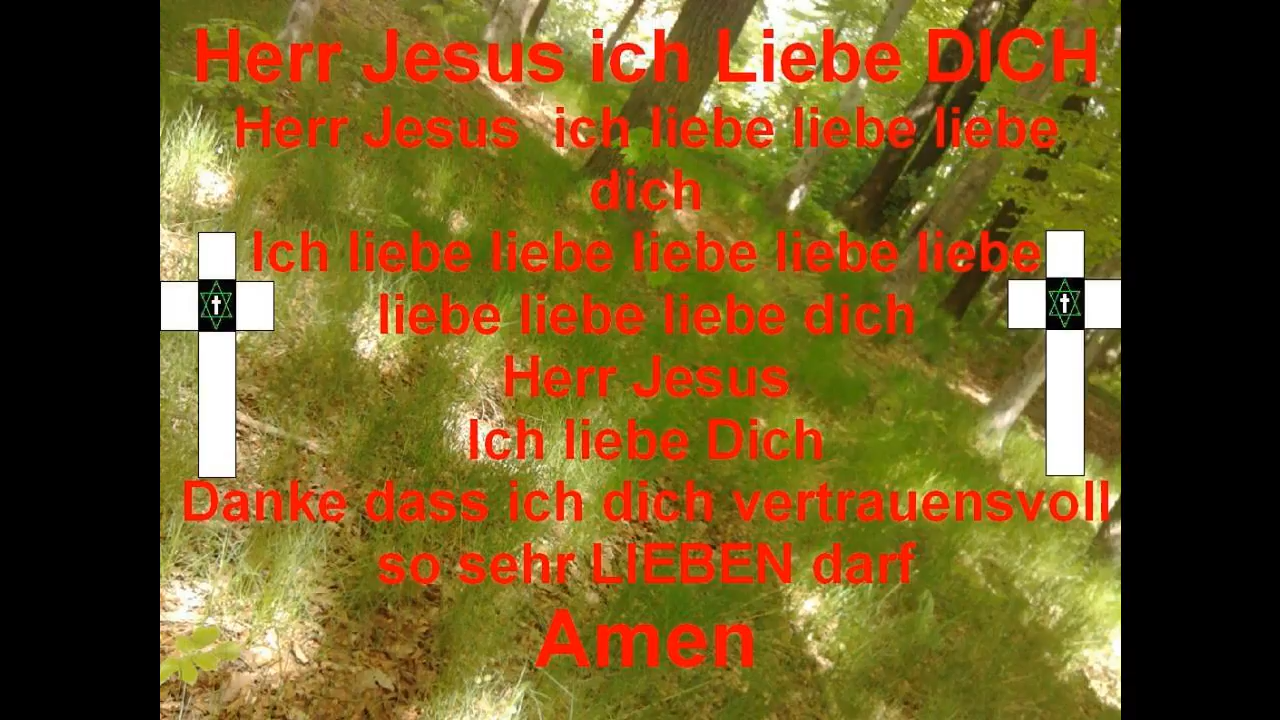 Herr Jesus ich Liebe DICH
Herr Jesus ich liebe liebe liebe
dich
Ich liebe liebe liebe liebe liebe
liebe liebe liebe dich
Herr Jesus
Ich liebe Dich
Danke dass ich dich vertrauensvoll
so sehr LIEBEN darf
Amen